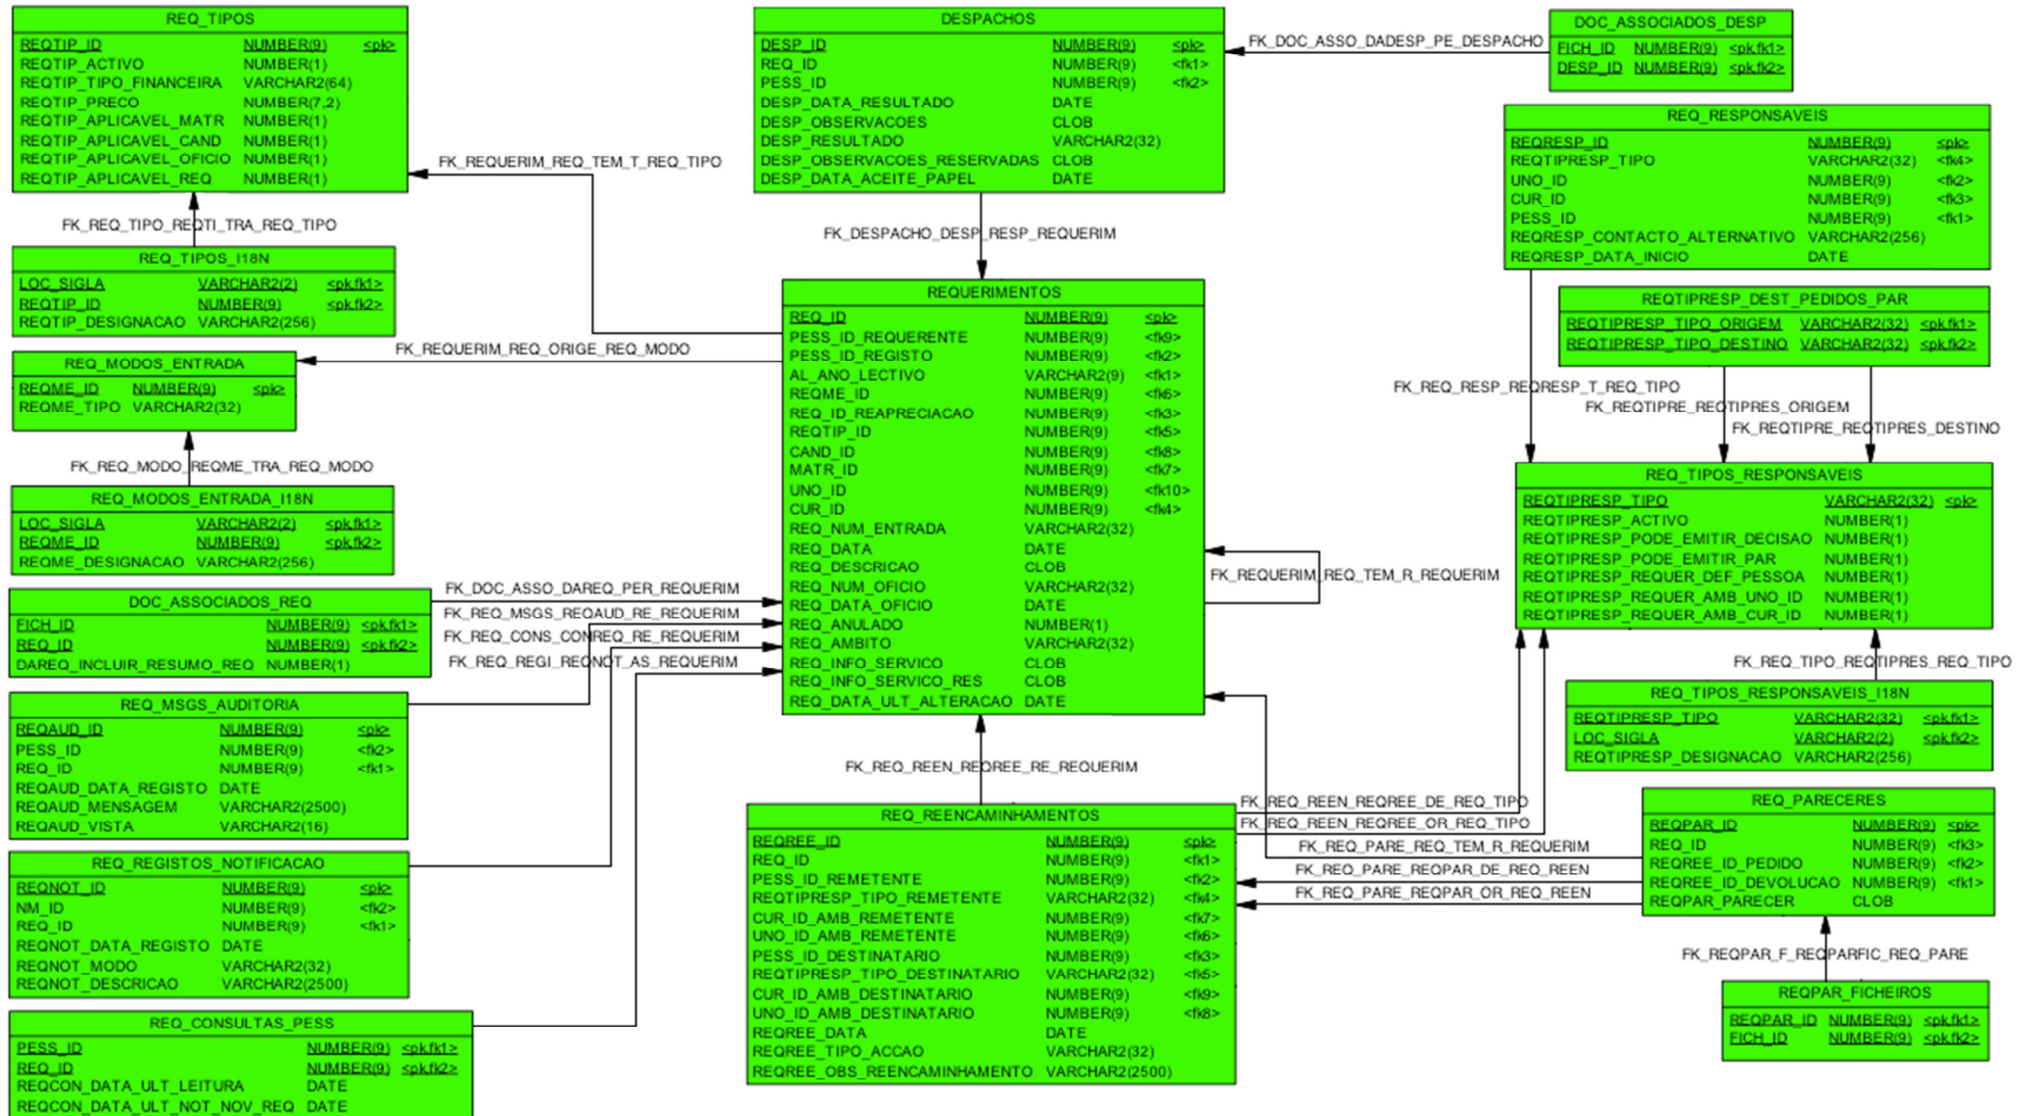 REQ_TIPOS
REQTIP_ID NUMBER(9) <pk>
REQTIP_ACTIVO NUMBER(1)
REQTIP_TIPO_FINANCEIRA VARCHAR2(64)
REQTIP_PRECO NUMBER(7,2)
REQTIP_APLICAVEL_MATR NUMBER(1)
REQTIP_APLICAVEL_CAND NUMBER(1)
REQTIP_APLICAVEL_OFICIO NUMBER(1)
REQTIP_APLICAVEL_REQ NUMBER(1)
FK_REQ_TIPO_REQTI_TRA_REQ_TIPO
REQ_TIPOS_I18N
LOC_SIGLA VARCHAR2(2) <pk,fk1>
REQTIP_ID NUMBER(9) <pk,fk2>
REQTIP_DESIGNACAO VARCHAR2(256)
REQ_MODOS_ENTRADA
REQME_ID NUMBER(9) <pk>
REQME_TIPO VARCHAR2(32)
FK_REQ_MODO_REQME_TRA_REQ_MODO
REQ_MODOS_ENTRADA_I18N
LOC_SIGLA VARCHAR2(2) <pk,fk1>
REQME_ID NUMBER(9) <pk,fk2>
REQME_DESIGNACAO VARCHAR2(256)
DOC_ASSOCIADOS_REQ
FICH_ID NUMBER(9) <pk,fk1>
REQ_ID NUMBER(9) <pk,fk2>
DAREQ_INCLUIR_RESUMO_REQ NUMBER(1)
REQ_MSGS_AUDITORIA
REQAUD_ID NUMBER(9) <pk>
PESS_ID NUMBER(9) <fk2>
REQ_ID NUMBER(9) <fk1>
REQAUD_DATA_REGISTO DATE
REQAUD_MENSAGEM VARCHAR2(2500)
REQAUD_VISTA VARCHAR2(16)
REQ_REGISTOS_NOTIFICACAO
REQNOT_ID NUMBER(9) <pk>
NM_ID NUMBER(9) <fk2>
REQ_ID NUMBER(9) <fk1>
REQNOT_DATA_REGISTO DATE
REQNOT_MODO VARCHAR2(32)
REQNOT_DESCRICAO VARCHAR2(2500)
REQ_CONSULTAS_PESS
PESS_ID NUMBER(9) <pk,fk1>
REQ_ID NUMBER(9) <pk,fk2>
REQCON_DATA_ULT_LEITURA DATE
REQCON_DATA_ULT_NOT_NOV_REQ DATE
FK_REQUERIM_REQ_TEM_T_REQ_TIPO
FK_REQUERIM_REQ_ORIGE_REQ_MODO
FK_DOC_ASSO_DAREQ_PER_REQUERIM
FK_REQ_MSGS_REQAUD_RE_REQUERIM
FK_REQ_CONS_CONREQ_RE_REQUERIM
FK_REQ_REGI_REQNOT_AS_REQUERIM
DESPACHOS
DESP_ID NUMBER(9) <pk>
REQ_ID NUMBER(9) <fk1>
PESS_ID NUMBER(9) <fk2>
DESP_DATA_RESULTADO DATE
DESP_OBSERVACOES CLOB
DESP_RESULTADO VARCHAR2(32)
DESP_OBSERVACOES_RESERVADAS CLOB
DESP_DATA_ACEITE_PAPEL DATE
FK_DESPACHO_DESP_RESP_REQUERIM
REQUERIMENTOS
REQ_ID NUMBER(9) <pk>
PESS_ID_REQUERENTE NUMBER(9) <fk9>
PESS_ID_REGISTO NUMBER(9) <fk2>
AL_ANO_LECTIVO VARCHAR2(9) <fk1>
REQME_ID NUMBER(9) <fk6>
REQ_ID_REAPRECIACAO NUMBER(9) <fk3>
REQTIP_ID NUMBER(9) <fk5>
CAND_ID NUMBER(9) <fk8>
MATR_ID NUMBER(9) <fk7>
UNO_ID NUMBER(9) <fk10>
CUR_ID NUMBER(9) <fk4>
REQ_NUM_ENTRADA VARCHAR2(32)
REQ_DATA DATE
REQ_DESCRICAO CLOB
REQ_NUM_OFICIO VARCHAR2(32)
REQ_DATA_OFICIO DATE
REQ_ANULADO NUMBER(1)
REQ_AMBITO VARCHAR2(32)
REQ_INFO_SERVICO CLOB
REQ_INFO_SERVICO_RES CLOB
REQ_DATA_ULT_ALTERACAO DATE
FK_REQUERIM_REQ_TEM_R_REQUERIM
FK_REQ_REEN_REQREE_RE_REQUERIM
REQ_REENCAMINHAMENTOS
REQREE_ID NUMBER(9) <pk>
REQ_ID NUMBER(9) <fk1>
PESS_ID_REMETENTE NUMBER(9) <fk2>
REQTIPRESP_TIPO_REMETENTE VARCHAR2(32) <fk4>
CUR_ID_AMB_REMETENTE NUMBER(9) <fk7>
UNO_ID_AMB_REMETENTE NUMBER(9) <fk6>
PESS_ID_DESTINATARIO NUMBER(9) <fk3>
REQTIPRESP_TIPO_DESTINATARIO VARCHAR2(32) <fk5>
CUR_ID_AMB_DESTINATARIO NUMBER(9) <fk9>
UNO_ID_AMB_DESTINATARIO NUMBER(9) <fk8>
REQREE_DATA DATE
REQREE_TIPO_ACCAO VARCHAR2(32)
REQREE_OBS_REENCAMINHAMENTO VARCHAR2(2500)
FK_DOC_ASSO_DADESP_PE_DESPACHO
DOC_ASSOCIADOS_DESP
FICH_ID NUMBER(9) <pk,fk1>
DESP_ID NUMBER(9) <pk,fk2>
REQ_RESPONSAVEIS
REQRESP_ID NUMBER(9) <pk>
REQTIPRESP_TIPO VARCHAR2(32) <fk4>
UNO_ID NUMBER(9) <fk2>
CUR_ID NUMBER(9) <fk3>
PESS_ID NUMBER(9) <fk1>
REQRESP_CONTACTO_ALTERNATIVO VARCHAR2(256)
REQRESP_DATA_INICIO DATE
REQTIPRESP_DEST_PEDIDOS_PAR
REQTIPRESP_TIPO_ORIGEM VARCHAR2(32) <pk,fk1>
REQTIPRESP_TIPO_DESTINO VARCHAR2(32) <pk,fk2>
FK_REQ_RESP_REQRESP_T_REQ_TIPO
FK_REQTIPRE_REQTIPRES_ORIGEM
FK_REQTIPRE_REQTIPRES_DESTINO
REQ_TIPOS_RESPONSAVEIS
REQTIPRESP_TIPO VARCHAR2(32) <pk>
REQTIPRESP_ACTIVO NUMBER(1)
REQTIPRESP_PODE_EMITIR_DECISAO NUMBER(1)
REQTIPRESP_PODE_EMITIR_PAR NUMBER(1)
REQTIPRESP_REQUER_DEF_PESSOA NUMBER(1)
REQTIPRESP_REQUER_AMB_UNO_ID NUMBER(1)
REQTIPRESP_REQUER_AMB_CUR_ID NUMBER(1)
FK_REQ_TIPO_REQTIPRES_REQ_TIPO
REQ_TIPOS_RESPONSAVEIS_I18N
REQTIPRESP_TIPO VARCHAR2(32) <pk,fk1>
LOC_SIGLA VARCHAR2(2) <pk,fk2>
REQTIPRESP_DESIGNACAO VARCHAR2(256)
FK_REQ_REEN_REQREE_DE_REQ_TIPO
FK_REQ_REEN_REQREE_OR_REQ_TIPO
FK_REQ_PARE_REQ_TEM_R_REQUERIM
FK_REQ_PARE_REQPAR_DE_REQ_REEN
FK_REQ_PARE_REQPAR_OR_REQ_REEN
REQ_PARECERES
REQPAR_ID NUMBER(9) <pk>
REQ_ID NUMBER(9) <fk3>
REQREE_ID_PEDIDO NUMBER(9) <fk2>
REQREE_ID_DEVOLUCAO NUMBER(9) <fk1>
REQPAR_PARECER CLOB
FK_REQPAR_F_REQPARFIC_REQ_PARE
REQPAR_FICHEIROS
REQPAR_ID NUMBER(9) <pk,fk1>
FICH_ID NUMBER(9) <pk,fk2>